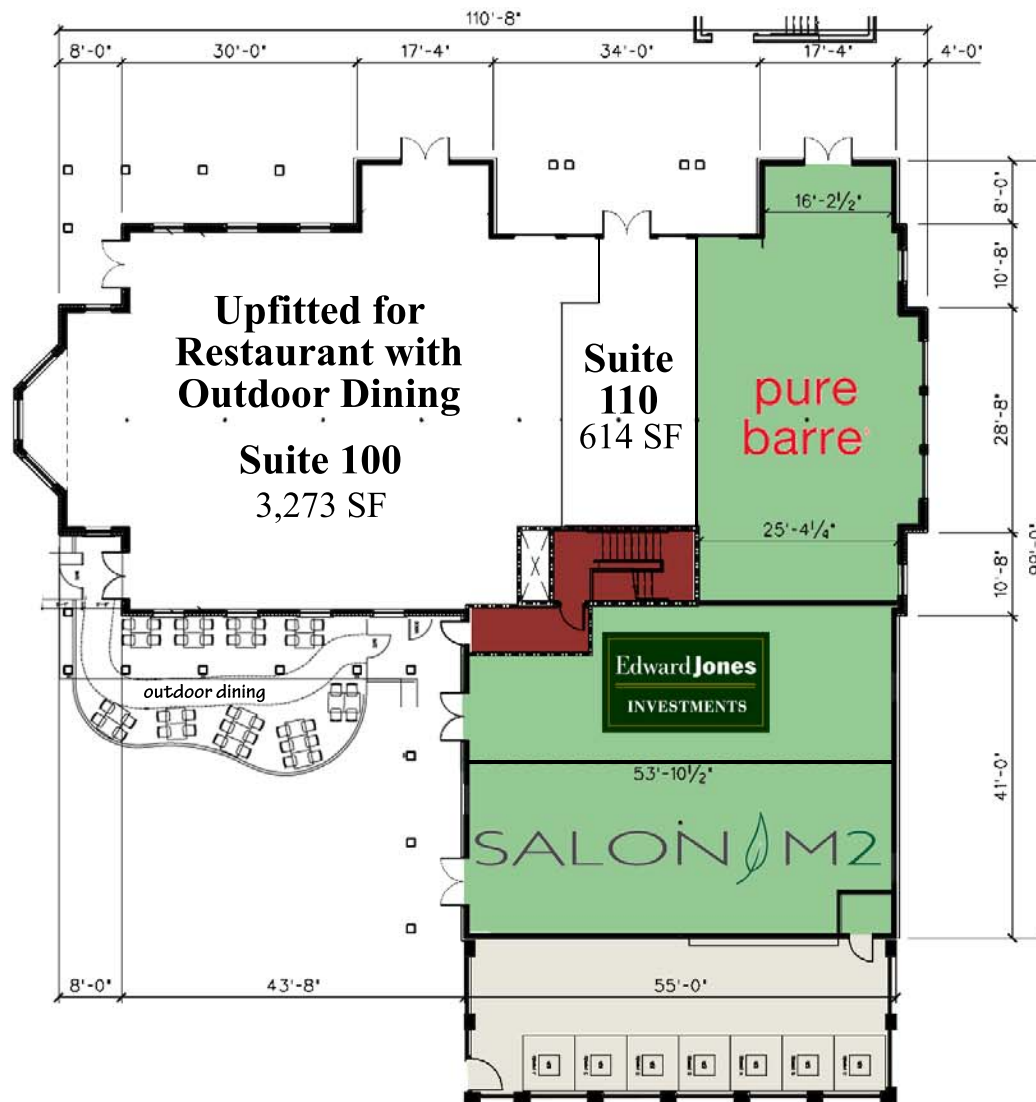 110'-8"
8'-0" 30'-0" 17'-4" 34'-0" 17'-4" 4'-0"
8'-0"
16'-2½"
10'-8"
Upfitted for
Restaurant with
Outdoor Dining
Suite 100
3,273 SF
Suite
110
614 SF
pure
barre
28'-8"
25'-4¼"
10'-8"
99'-0"
Edward Jones
INVESTMENTS
outdoor dining
53'-10½"
41'-0"
SALON M2
8'-0" 43'-8" 55'-0"